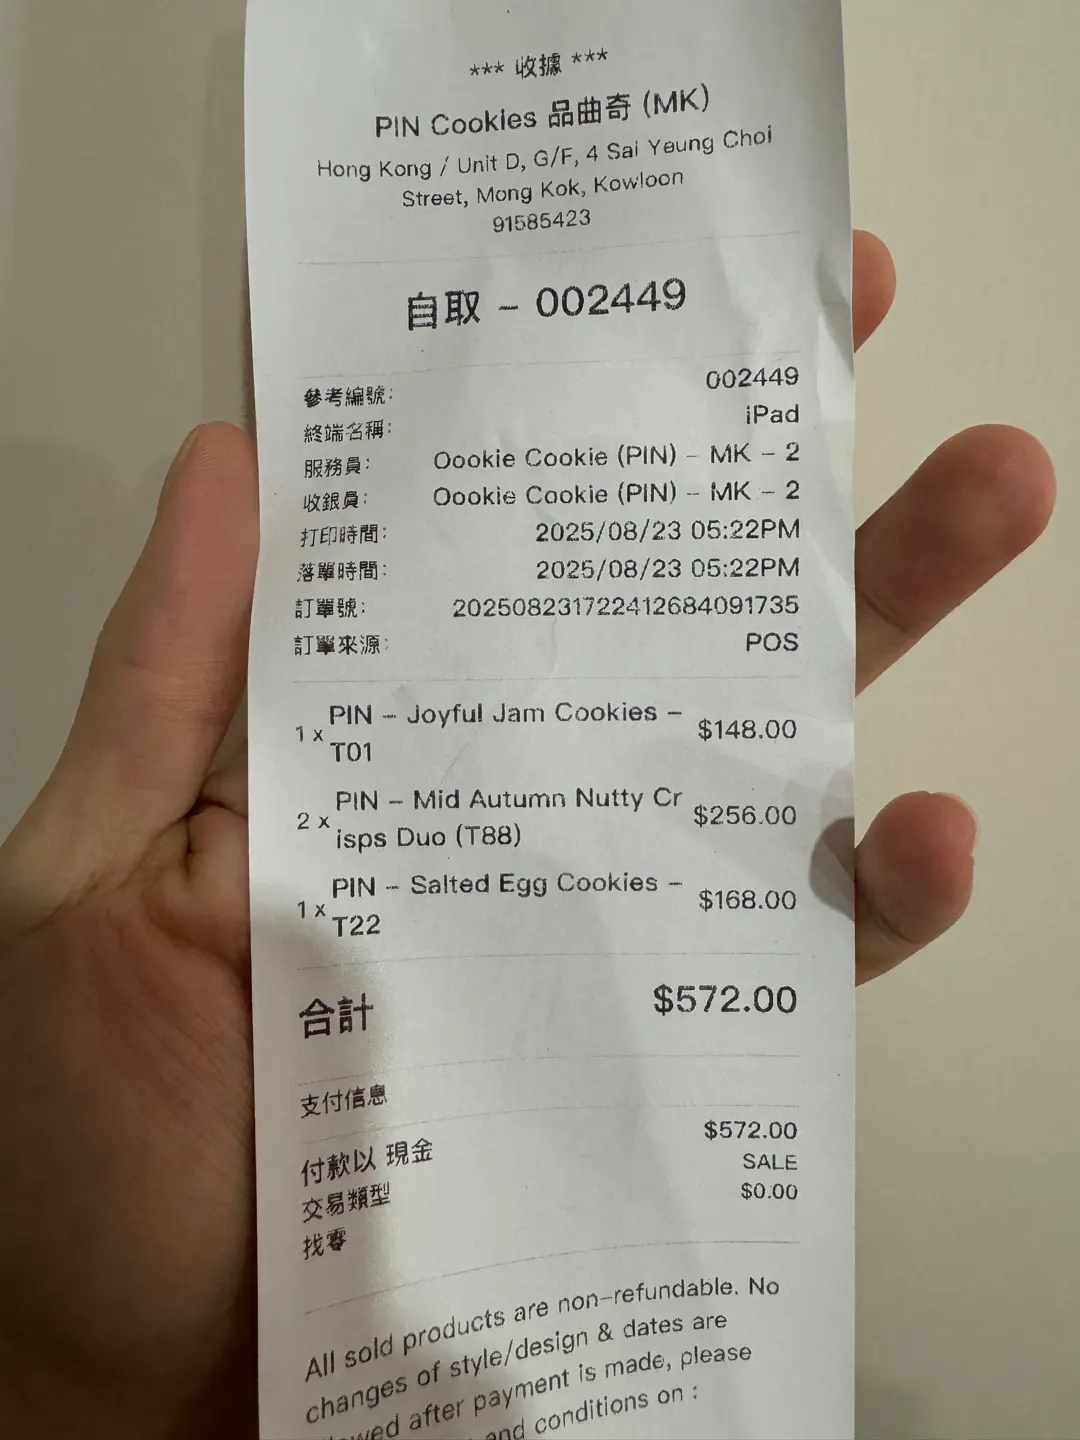 *** 收據 ***
PIN Cookies 品曲奇 (MK)
Hong Kong / Unit D, G/F, 4 Sai Yeung Choi
Street, Mong Kok, Kowloon
91585423
自取 - 002449
參考編號: 002449
終端名稱: iPad
服務員: Oookie Cookie (PIN) - MK - 2
收銀員: Oookie Cookie (PIN) - MK - 2
打印時間: 2025/08/23 05:22PM
落單時間: 2025/08/23 05:22PM
訂單號: 202508231722412684091735
訂單來源: POS
1 x PIN - Joyful Jam Cookies - $148.00
T01
2 x PIN - Mid Autumn Nutty Cr $256.00
isps Duo (T88)
1 x PIN - Salted Egg Cookies - $168.00
T22
合計 $572.00
支付信息
付款以 現金 $572.00
交易類型 SALE
找零 $0.00
All sold products are non-refundable. No
changes of style/design & dates are
owed after payment is made, please
and conditions on :